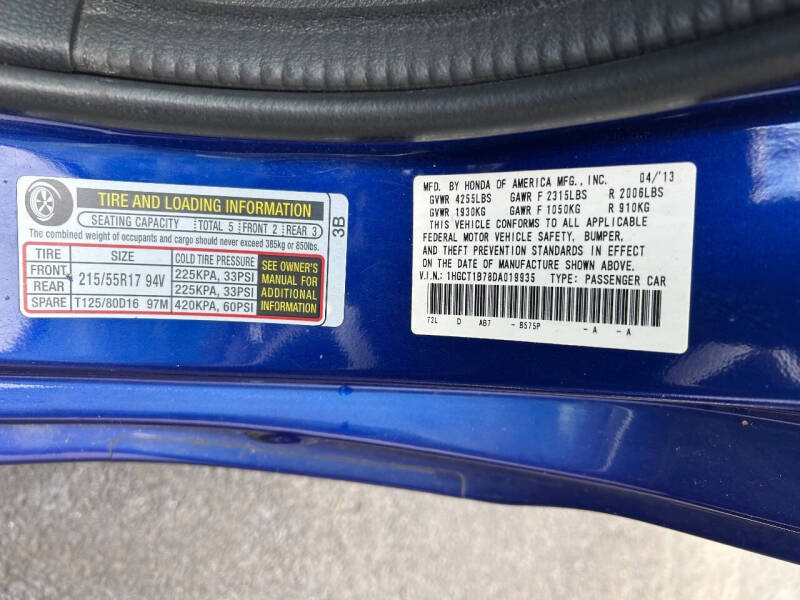 TIRE AND LOADING INFORMATION
SEATING CAPACITY TOTAL 5 FRONT 2 REAR 3
The combined weight of occupants and cargo should never exceed 385kg or 850lbs.
TIRE SIZE COLD TIRE PRESSURE
FRONT 215/55R17 94V 225KPA, 33PSI
REAR 225KPA, 33PSI
SPARE T125/80D16 97M 420KPA, 60PSI
SEE OWNER'S
MANUAL FOR
ADDITIONAL
INFORMATION
3B
MFD. BY HONDA OF AMERICA MFG., INC. 04/'13
GVWR 4255LBS GAWR F 2315LBS R 2006LBS
GVWR 1930KG GAWR F 1050KG R 910KG
THIS VEHICLE CONFORMS TO ALL APPLICABLE
FEDERAL MOTOR VEHICLE SAFETY, BUMPER,
AND THEFT PREVENTION STANDARDS IN EFFECT
ON THE DATE OF MANUFACTURE SHOWN ABOVE.
V.I.N.: 1HGCT1B78DA019935 TYPE: PASSENGER CAR
73L D AB7 - B575P - A - A